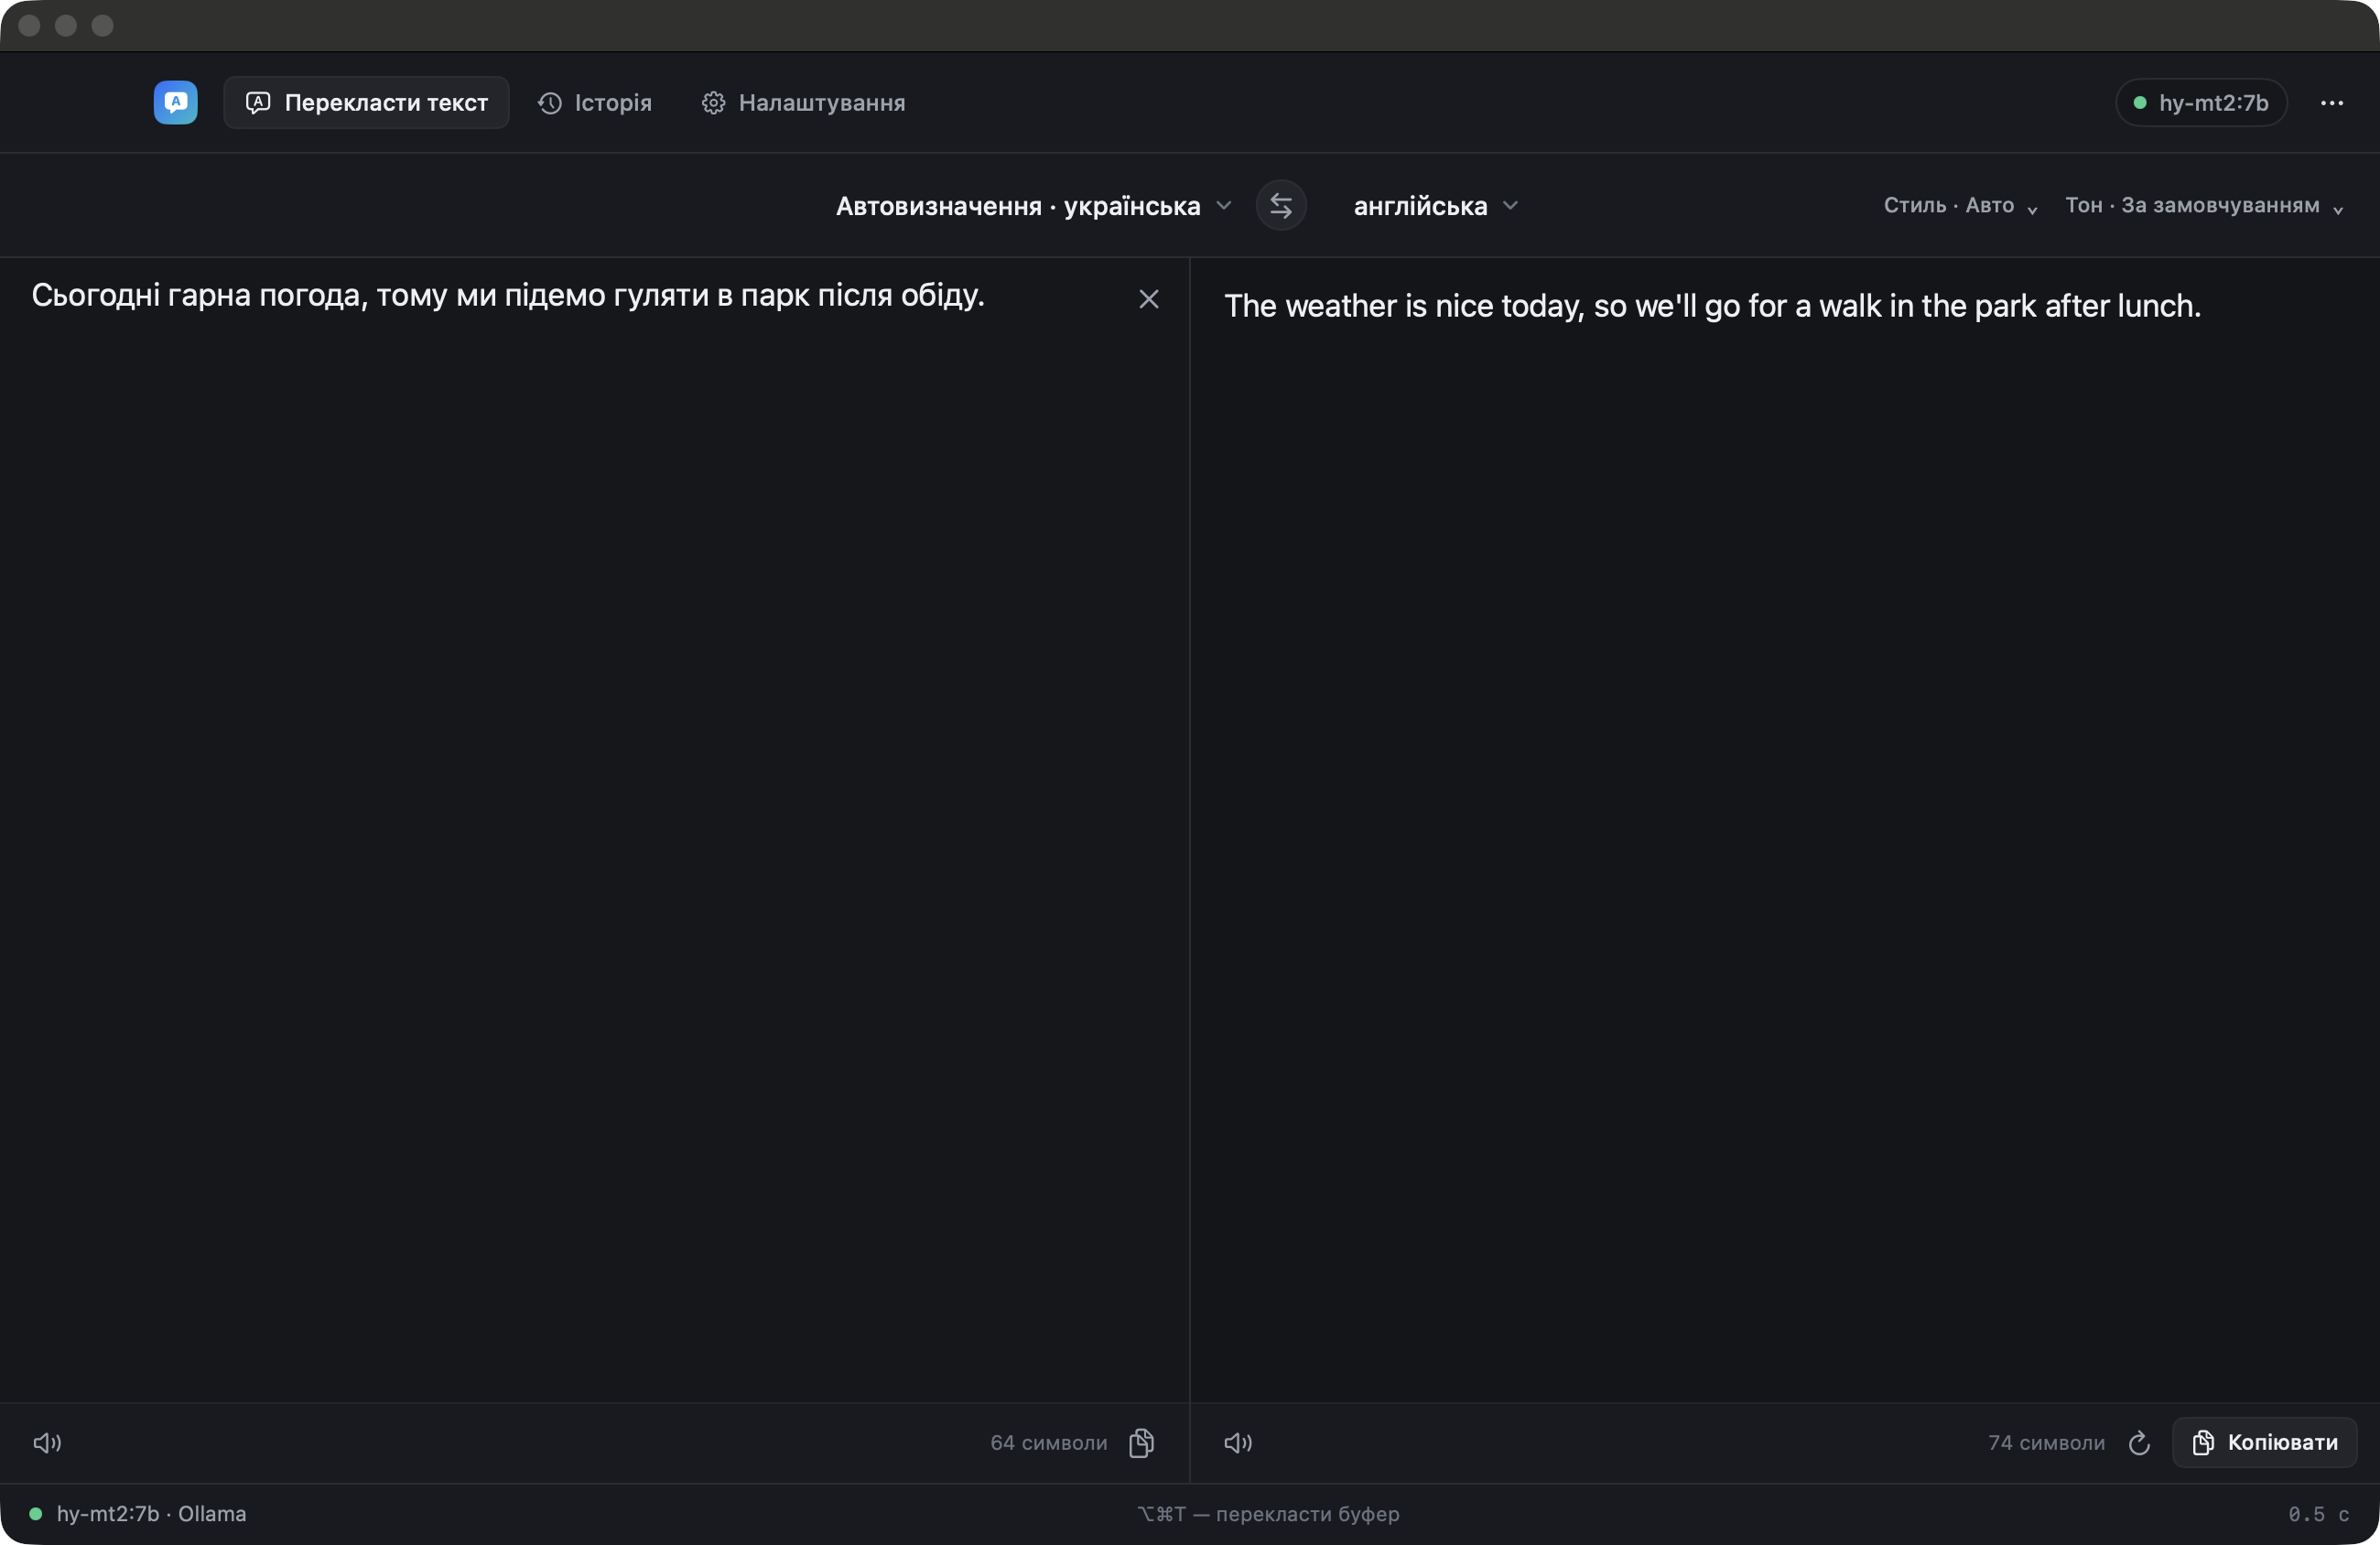 Перекласти текст Історія Налаштування hy-mt2:7b
Автовизначення · українська англійська Стиль · Авто Тон · За замовчуванням
Сьогодні гарна погода, тому ми підемо гуляти в парк після обіду.
The weather is nice today, so we'll go for a walk in the park after lunch.
64 символи
74 символи Копіювати
hy-mt2:7b · Ollama ⌥⌘T — перекласти буфер 0.5 с